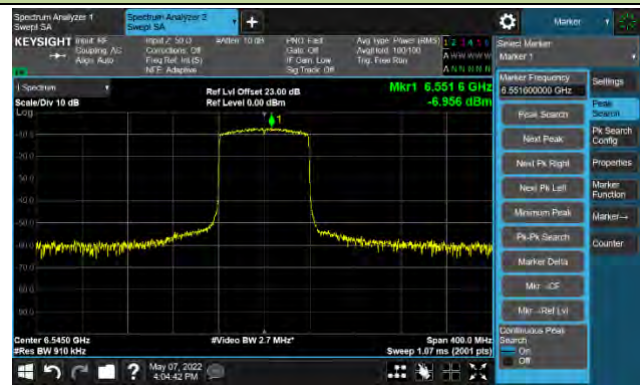 Spectrum Analyzer 1
Swept SA
Spectrum Analyzer 2
Swept SA
+
Marker
KEYSIGHT
Input: RF
Coupling: AC
Align: Auto
Input Z: 50 Ω
Corrections: Off
Freq Ref: Int (S)
NFE: Adaptive
#Atten: 10 dB
PNO: Fast
Gate: Off
IF Gain: Low
Sig Track: Off
Avg Type: Power (RMS)
Avg|Hold: 100/100
Trig: Free Run
1 2 3 4 5 6
A W W W W W
A N N N N N
Select Marker
Marker 1
1 Spectrum
Scale/Div 10 dB
Log
Ref Lvl Offset 23.00 dB
Ref Level 0.00 dBm
Mkr1 6.551 6 GHz
-6.956 dBm
1
-10.0
-20.0
-30.0
-40.0
-50.0
-60.0
-70.0
-80.0
-90.0
Center 6.5450 GHz
#Res BW 910 kHz
#Video BW 2.7 MHz*
Span 400.0 MHz
Sweep 1.07 ms (2001 pts)
Marker Frequency
6.551600000 GHz
Peak Search
Next Peak
Next Pk Right
Next Pk Left
Minimum Peak
Pk-Pk Search
Marker Delta
Mkr→CF
Mkr→Ref Lvl
Continuous Peak
Search
On
Off
Settings
Peak
Search
Pk Search
Config
Properties
Marker
Function
Marker→
Counter
?
May 07, 2022
4:04:42 PM